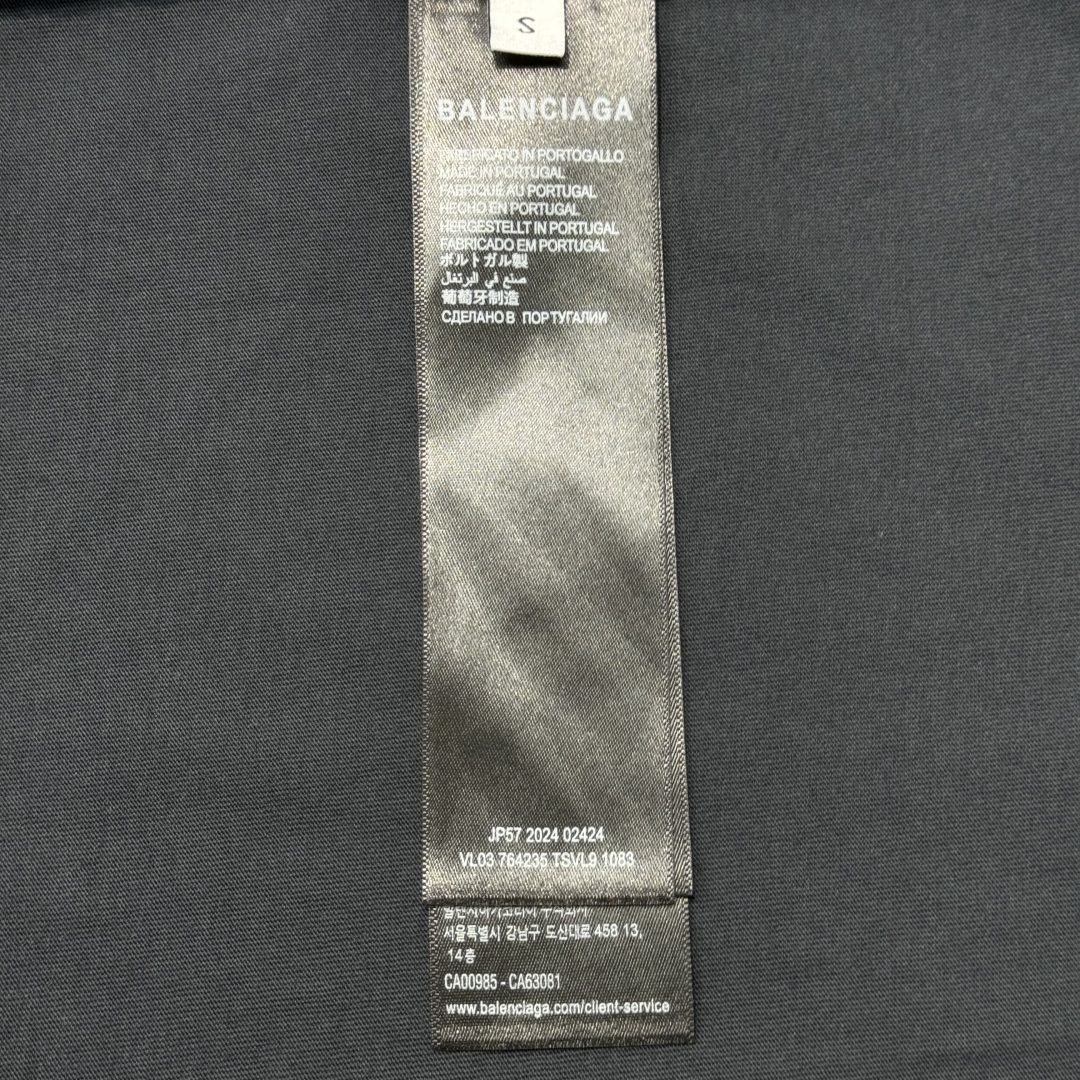 S
BALENCIAGA
IN PORTOGALLO
MADE IN PORTUGAL
FABRIQUÉ AU PORTUGAL
HECHO EN PORTUGAL
HERGESTELLT IN PORTUGAL
FABRICADO EM PORTUGAL
ポルトガル製
صنع في البرتغال
葡萄牙制造
СДЕЛАНО В ПОРТУГАЛИИ
JP57 2024 02424
VL03 764235 TSVL9 1083
서울특별시 강남구 도산대로 458 13,
14층
CA00985 - CA63081
www.balenciaga.com/client-service